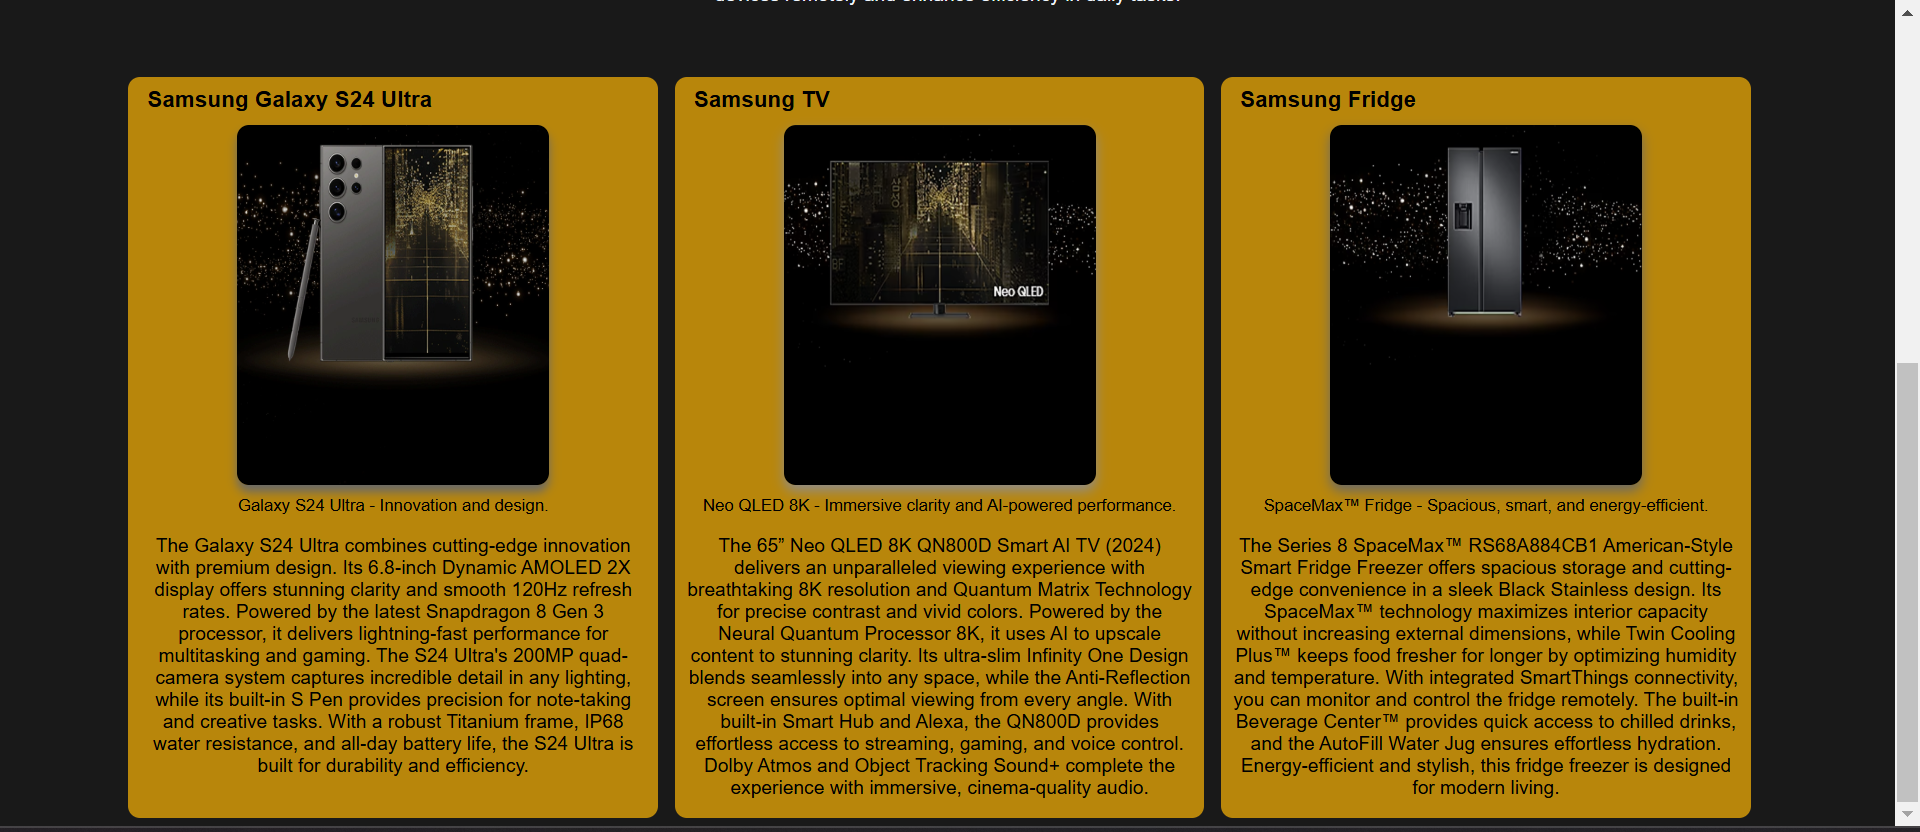 devices remotely and enhance efficiency in daily tasks.
Samsung Galaxy S24 Ultra
Galaxy S24 Ultra - Innovation and design.
The Galaxy S24 Ultra combines cutting-edge innovation
with premium design. Its 6.8-inch Dynamic AMOLED 2X
display offers stunning clarity and smooth 120Hz refresh
rates. Powered by the latest Snapdragon 8 Gen 3
processor, it delivers lightning-fast performance for
multitasking and gaming. The S24 Ultra's 200MP quad-
camera system captures incredible detail in any lighting,
while its built-in S Pen provides precision for note-taking
and creative tasks. With a robust Titanium frame, IP68
water resistance, and all-day battery life, the S24 Ultra is
built for durability and efficiency.
Samsung TV
Neo QLED
Neo QLED 8K - Immersive clarity and AI-powered performance.
The 65” Neo QLED 8K QN800D Smart AI TV (2024)
delivers an unparalleled viewing experience with
breathtaking 8K resolution and Quantum Matrix Technology
for precise contrast and vivid colors. Powered by the
Neural Quantum Processor 8K, it uses AI to upscale
content to stunning clarity. Its ultra-slim Infinity One Design
blends seamlessly into any space, while the Anti-Reflection
screen ensures optimal viewing from every angle. With
built-in Smart Hub and Alexa, the QN800D provides
effortless access to streaming, gaming, and voice control.
Dolby Atmos and Object Tracking Sound+ complete the
experience with immersive, cinema-quality audio.
Samsung Fridge
SpaceMax™ Fridge - Spacious, smart, and energy-efficient.
The Series 8 SpaceMax™ RS68A884CB1 American-Style
Smart Fridge Freezer offers spacious storage and cutting-
edge convenience in a sleek Black Stainless design. Its
SpaceMax™ technology maximizes interior capacity
without increasing external dimensions, while Twin Cooling
Plus™ keeps food fresher for longer by optimizing humidity
and temperature. With integrated SmartThings connectivity,
you can monitor and control the fridge remotely. The built-in
Beverage Center™ provides quick access to chilled drinks,
and the AutoFill Water Jug ensures effortless hydration.
Energy-efficient and stylish, this fridge freezer is designed
for modern living.